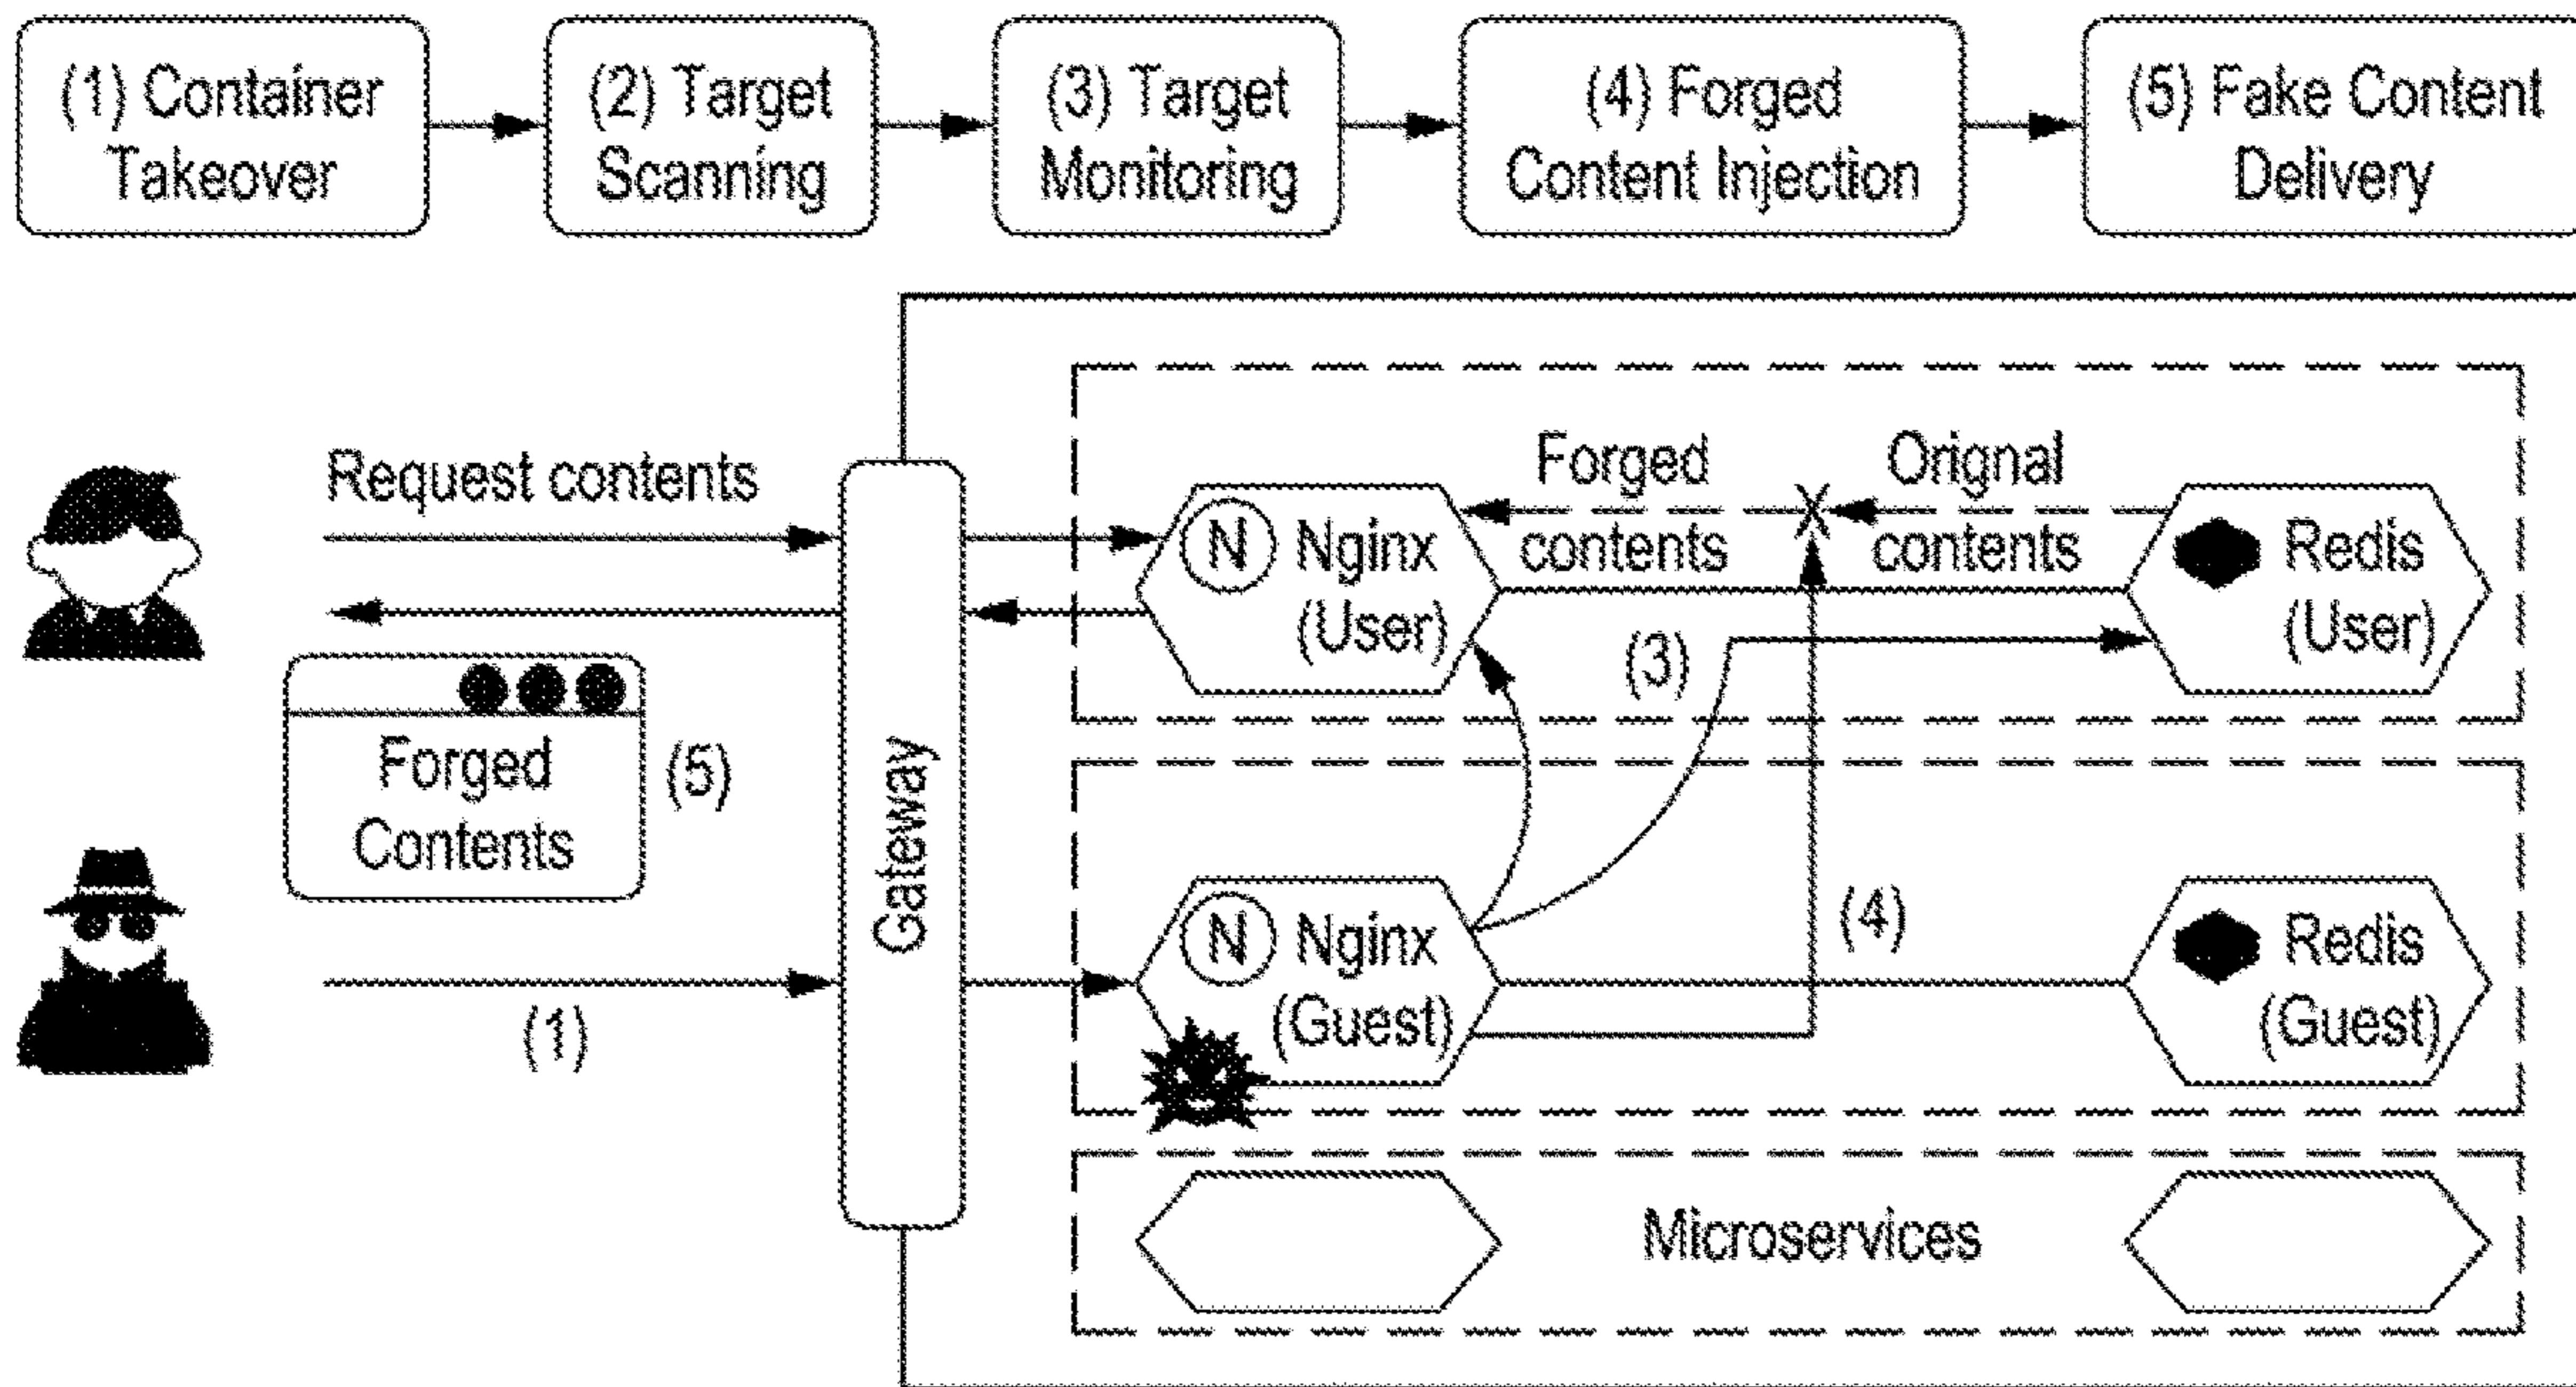 (1) Container
Takeover
(2) Target
Scanning
(3) Target
Monitoring
(4) Forged
Content Injection
(5) Fake Content
Delivery
Request contents
Forged
contents
Orignal
contents
N Nginx
(User)
Redis
(User)
(3)
Forged
Contents
(5)
Gateway
N Nginx
(Guest)
(4)
Redis
(Guest)
(1)
Microservices